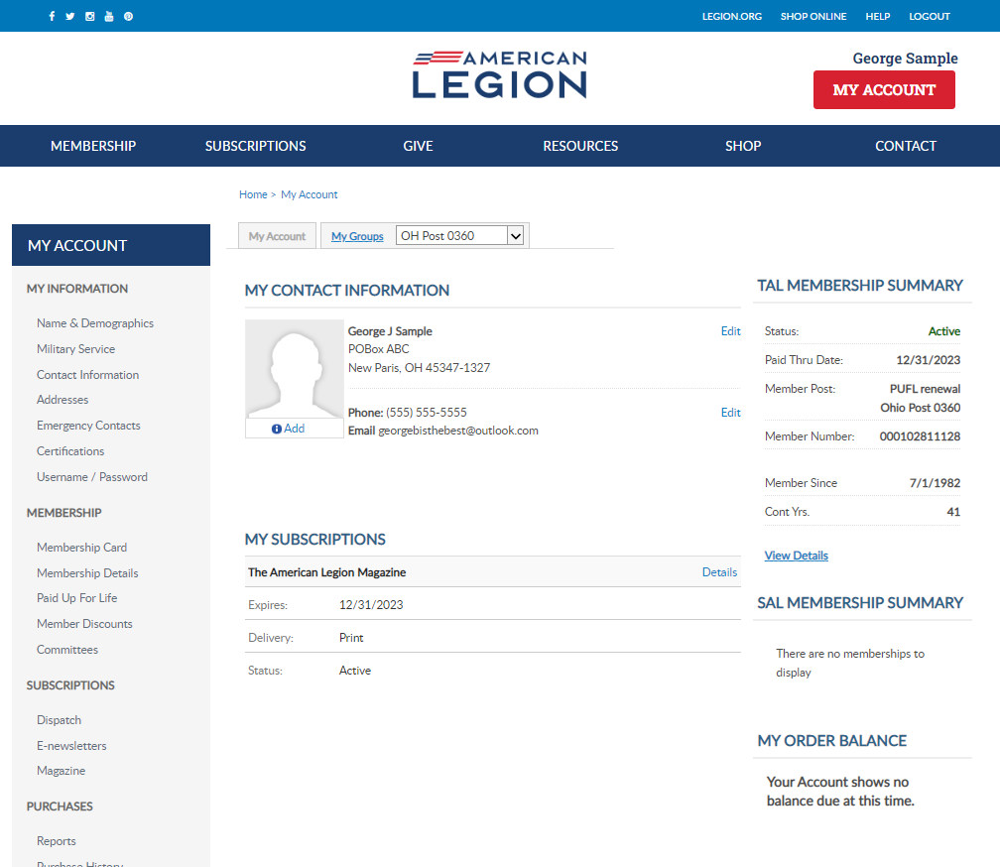 LEGION.ORG SHOP ONLINE HELP LOGOUT
AMERICAN
LEGION
George Sample
MY ACCOUNT
MEMBERSHIP SUBSCRIPTIONS GIVE RESOURCES SHOP CONTACT
Home > My Account
MY ACCOUNT
MY INFORMATION
Name & Demographics
Military Service
Contact Information
Addresses
Emergency Contacts
Certifications
Username / Password
MEMBERSHIP
Membership Card
Membership Details
Paid Up For Life
Member Discounts
Committees
SUBSCRIPTIONS
Dispatch
E-newsletters
Magazine
PURCHASES
Reports
Purchase History
My Account My Groups OH Post 0360
MY CONTACT INFORMATION
George J Sample Edit
POBox ABC
New Paris, OH 45347-1327
Phone: (555) 555-5555 Edit
Email georgebisthebest@outlook.com
Add
MY SUBSCRIPTIONS
The American Legion Magazine Details
Expires: 12/31/2023
Delivery: Print
Status: Active
TAL MEMBERSHIP SUMMARY
Status: Active
Paid Thru Date: 12/31/2023
Member Post: PUFL renewal
Ohio Post 0360
Member Number: 000102811128
Member Since 7/1/1982
Cont Yrs. 41
View Details
SAL MEMBERSHIP SUMMARY
There are no memberships to
display
MY ORDER BALANCE
Your Account shows no
balance due at this time.